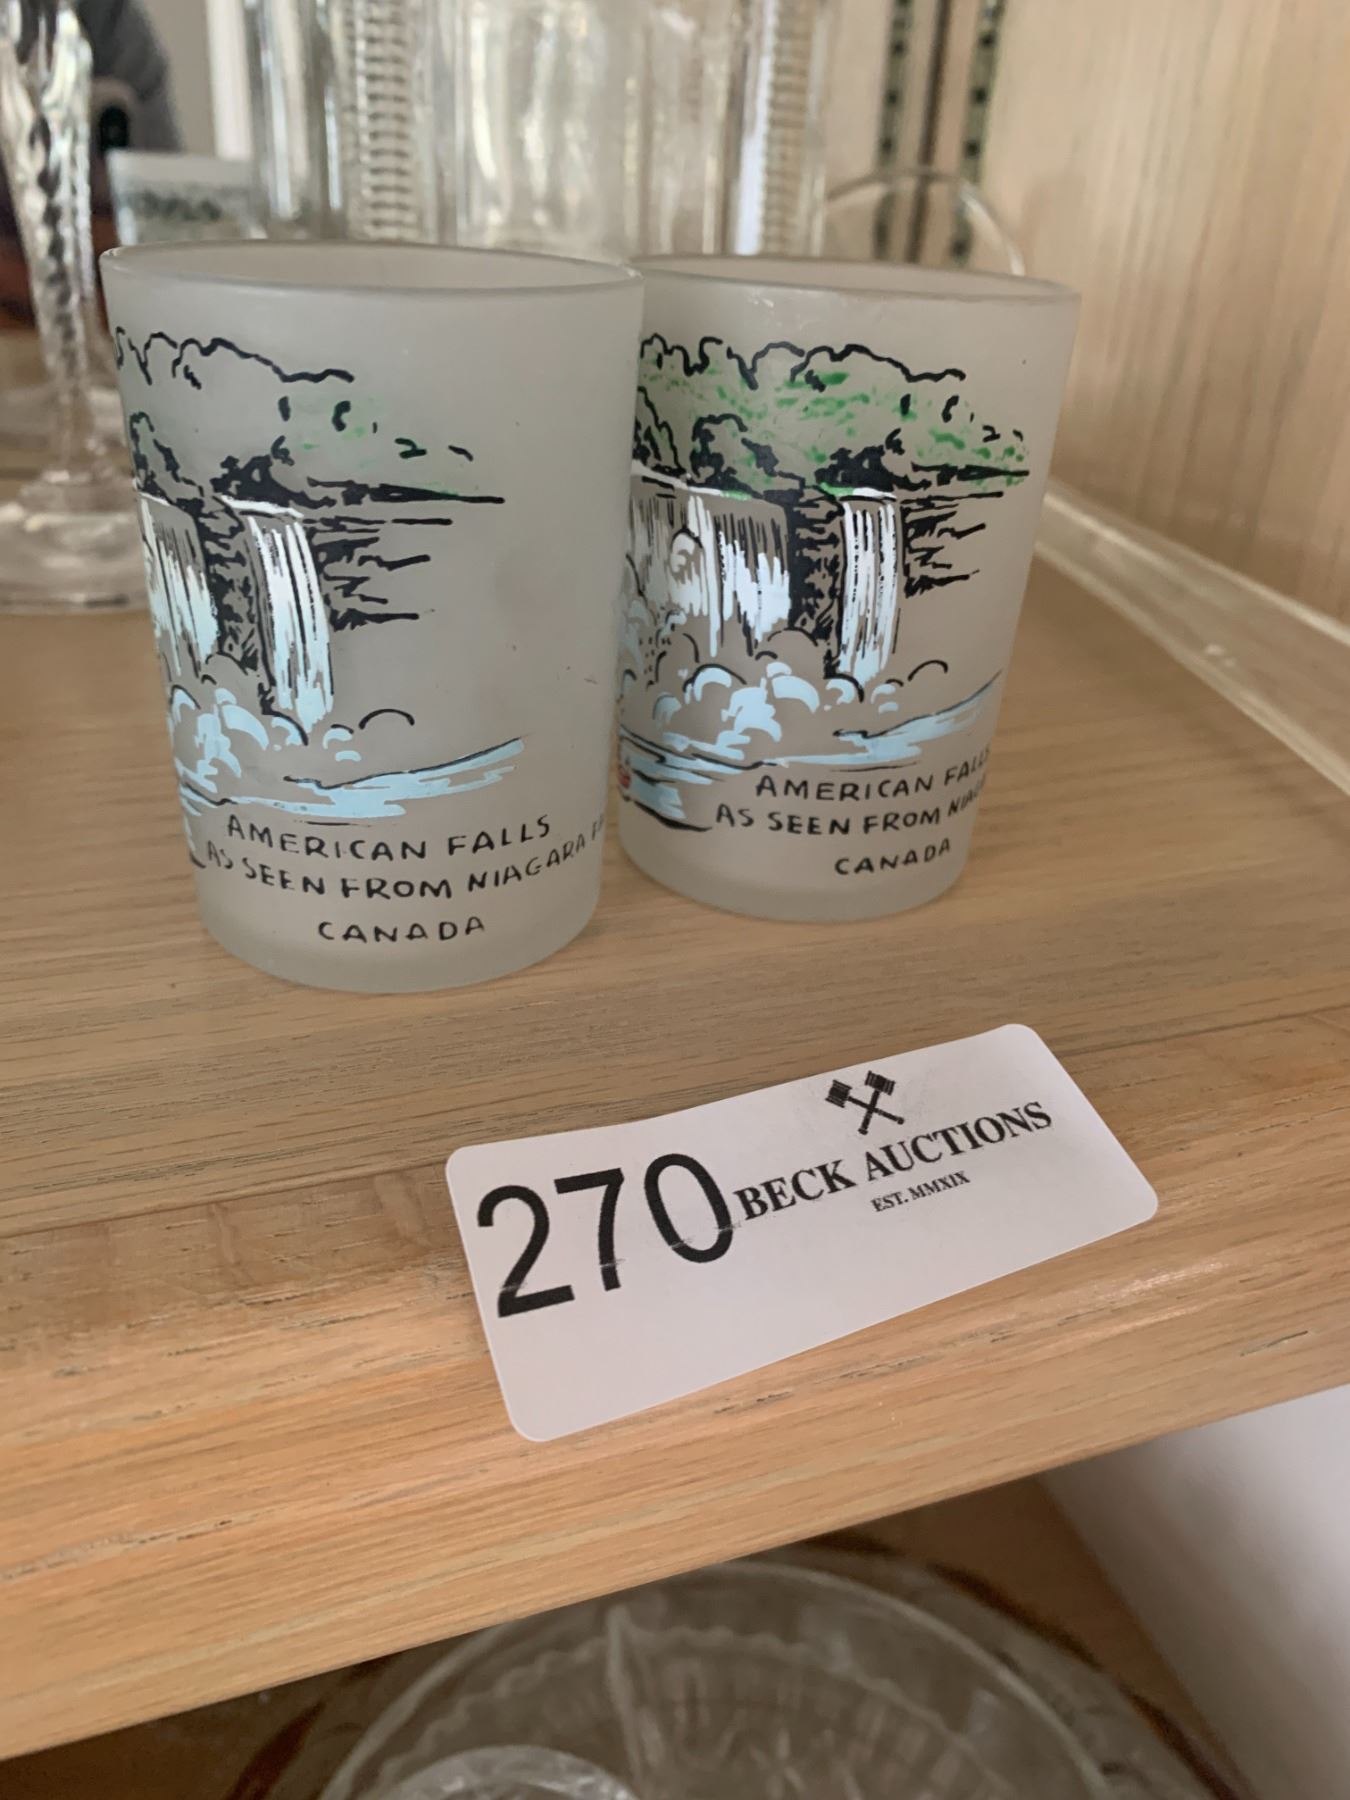 AMERICAN FALLS
AS SEEN FROM NIAGARA
CANADA
AMERICAN FALLS
AS SEEN FROM
CANADA
270
BECK AUCTIONS
EST. MMXIX